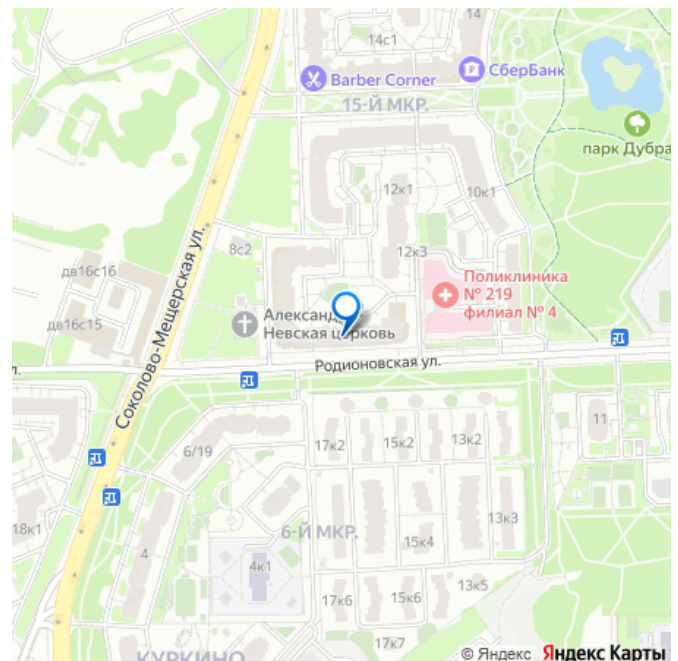 14
14с1
СберБанк
Barber Corner
15-Й МКР.
парк Дубра
12к1
10к1
8с2
12к3
дв16с16
Поликлиника
№ 219
филиал № 4
Александ
Невская церковь
дв16с15
Соколово-Мещерская ул.
Родионовская ул.
л.
11
17к2
15к2
13к2
6/19
13к3
18к1
6-Й МКР.
15к4
4
4к1
13к5
17к6
15к6
17к7
КУРКИНО
© Яндекс Яндекс Карты